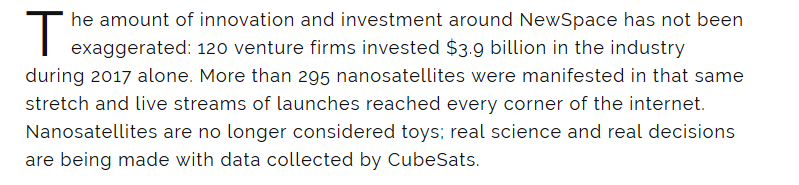 The amount of innovation and investment around NewSpace has not been
exaggerated: 120 venture firms invested $3.9 billion in the industry
during 2017 alone. More than 295 nanosatellites were manifested in that same
stretch and live streams of launches reached every corner of the internet.
Nanosatellites are no longer considered toys; real science and real decisions
are being made with data collected by CubeSats.